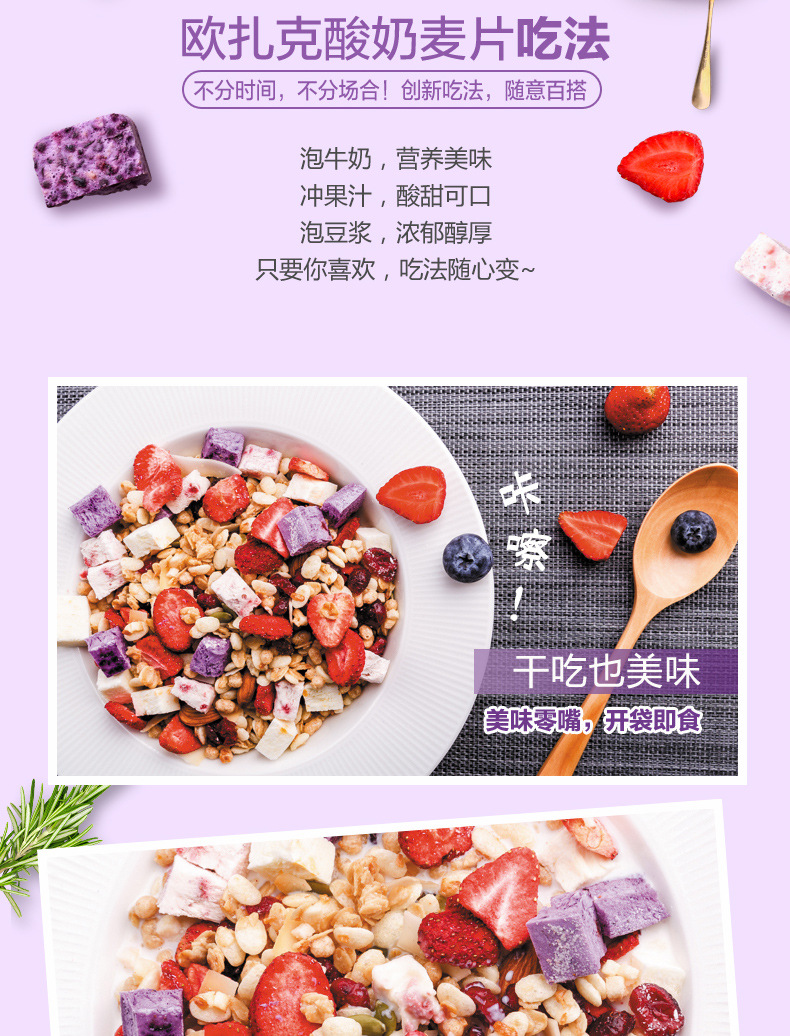 欧扎克酸奶麦片吃法
不分时间，不分场合！创新吃法，随意百搭
泡牛奶，营养美味
冲果汁，酸甜可口
泡豆浆，浓郁醇厚
只要你喜欢，吃法随心变~
咔嚓！
干吃也美味
美味零嘴，开袋即食